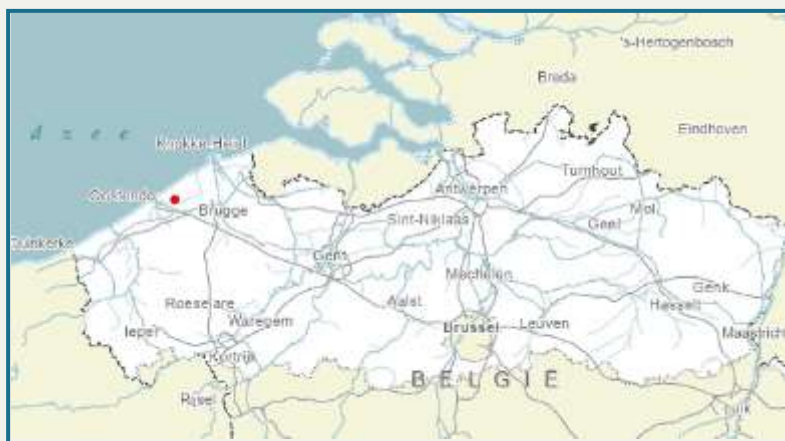 's-Hertogenbosch
Breda
Eindhoven
d z e e
Knokke-Heist
Turnhout
Antwerpen
Oostende
Brugge
Mol
Sint-Niklaas
Geel
Duinkerke
Gent
Mechelen
Genk
Roeselare
Aalst
Hasselt
Waregem
Ieper
Brussel
Leuven
Maastricht
Kortrijk
BELGIE
Rijsel
Luik